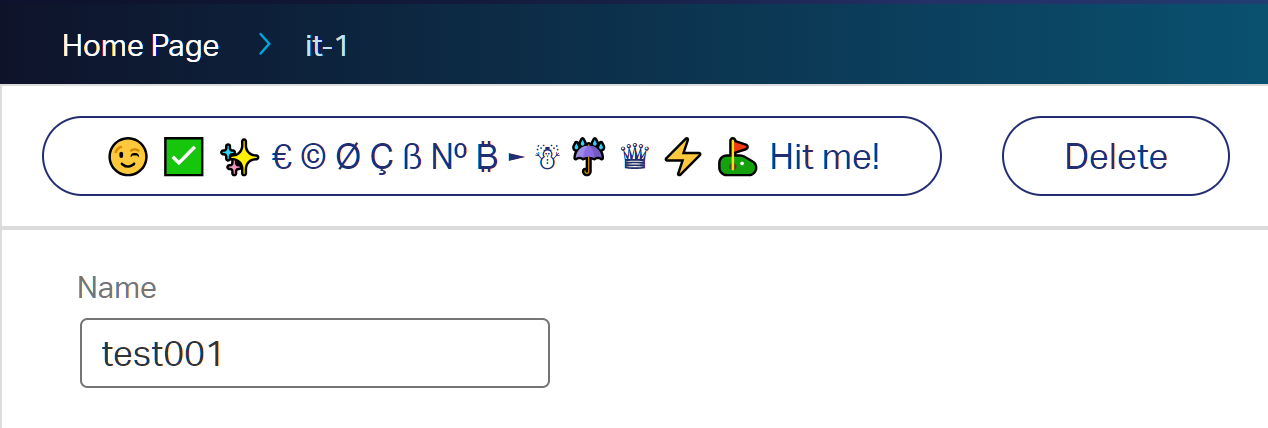 Home Page > it-1
😉 ✅ ✨ € © Ø Ç ß Nº ₿ ► ☃ ☔ ♛ ⚡ ⛳ Hit me!
Delete
Name
test001